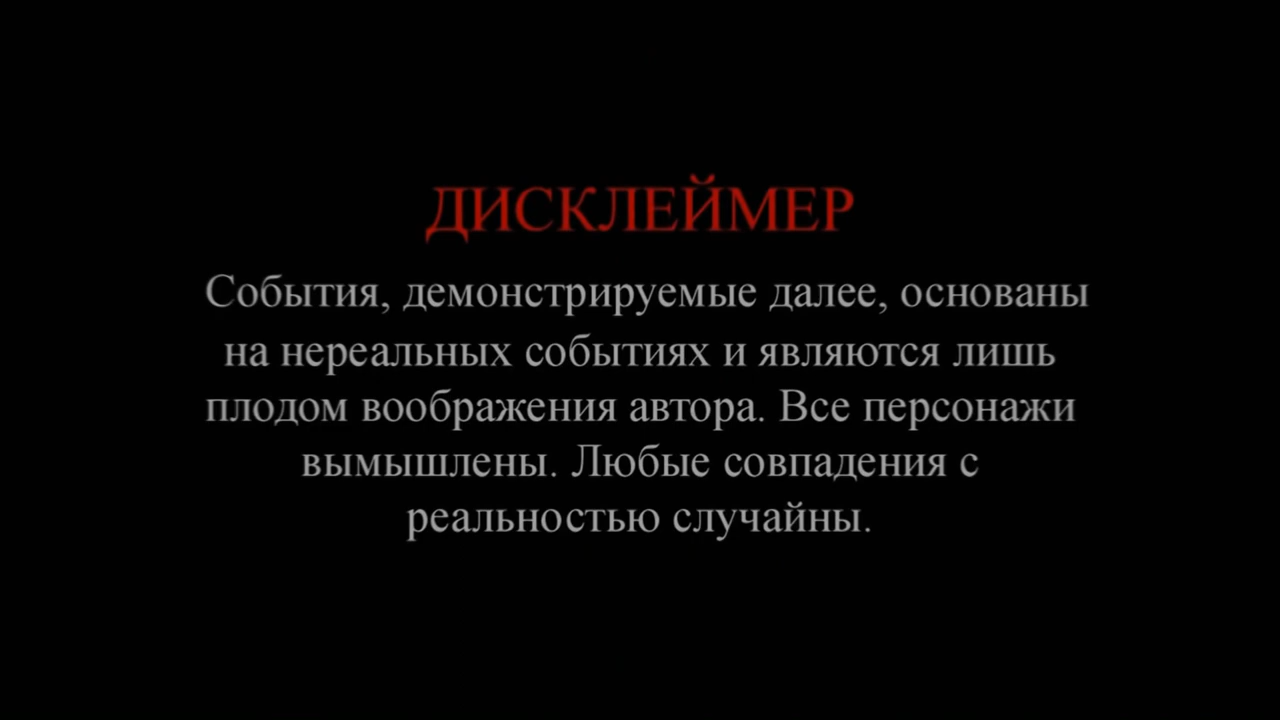 ДИСКЛЕЙМЕР
События, демонстрируемые далее, основаны
на нереальных событиях и являются лишь
плодом воображения автора. Все персонажи
вымышлены. Любые совпадения с
реальностью случайны.